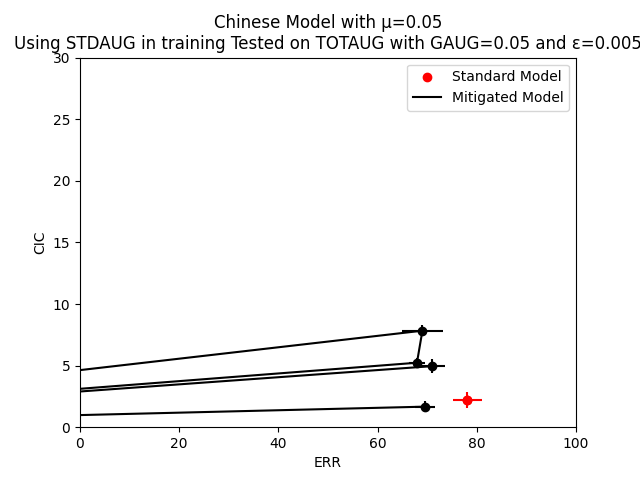 Chinese Model with μ=0.05
Using STDAUG in training Tested on TOTAUG with GAUG=0.05 and ε=0.005
Standard Model
Mitigated Model
CIC
30
25
20
15
10
5
0
0 20 40 60 80 100
ERR